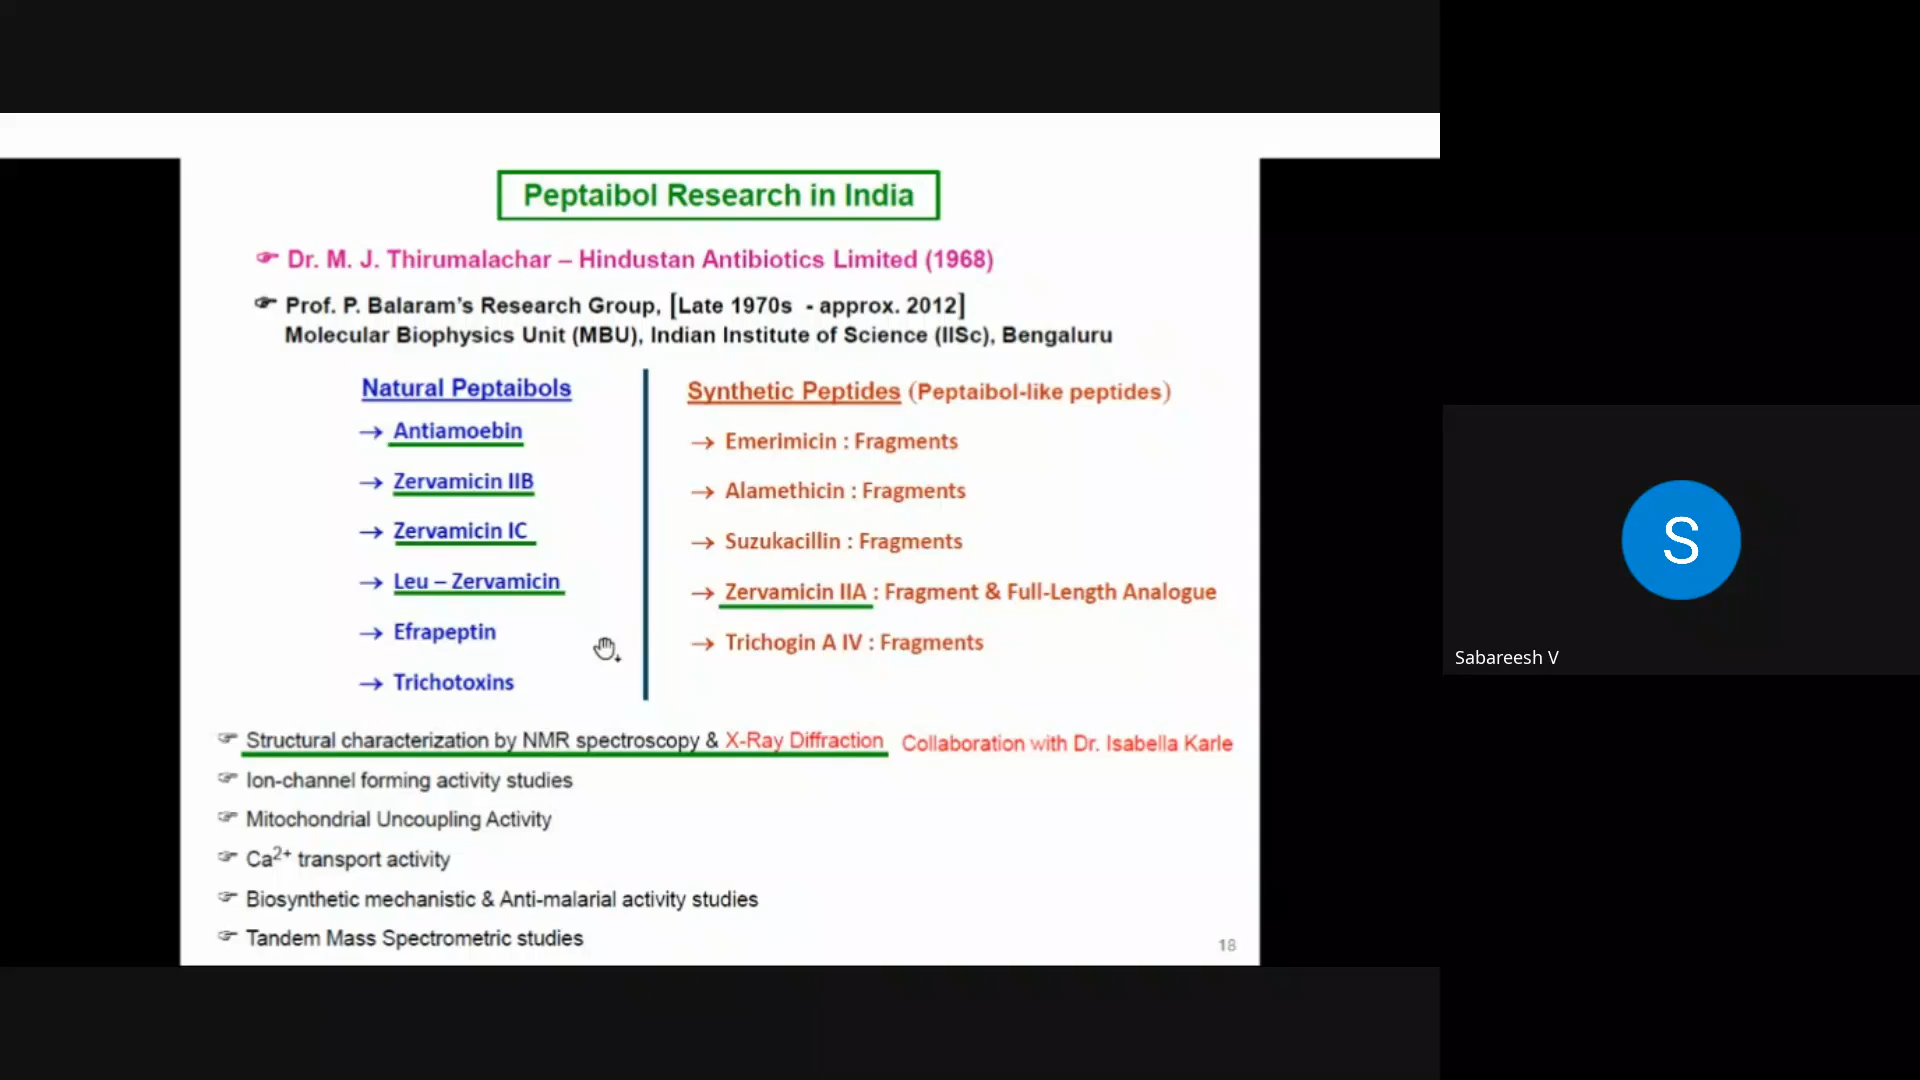 Peptaibol Research in India
Dr. M. J. Thirumalachar – Hindustan Antibiotics Limited (1968)
Prof. P. Balaram's Research Group, [Late 1970s - approx. 2012]
Molecular Biophysics Unit (MBU), Indian Institute of Science (IISc), Bengaluru
Natural Peptaibols
→ Antiamoebin
→ Zervamicin IIB
→ Zervamicin IC
→ Leu – Zervamicin
→ Efrapeptin
→ Trichotoxins
Synthetic Peptides (Peptaibol-like peptides)
→ Emerimicin : Fragments
→ Alamethicin : Fragments
→ Suzukacillin : Fragments
→ Zervamicin IIA : Fragment & Full-Length Analogue
→ Trichogin A IV : Fragments
Structural characterization by NMR spectroscopy & X-Ray Diffraction Collaboration with Dr. Isabella Karle
Ion-channel forming activity studies
Mitochondrial Uncoupling Activity
Ca²⁺ transport activity
Biosynthetic mechanistic & Anti-malarial activity studies
Tandem Mass Spectrometric studies
18
S
Sabareesh V